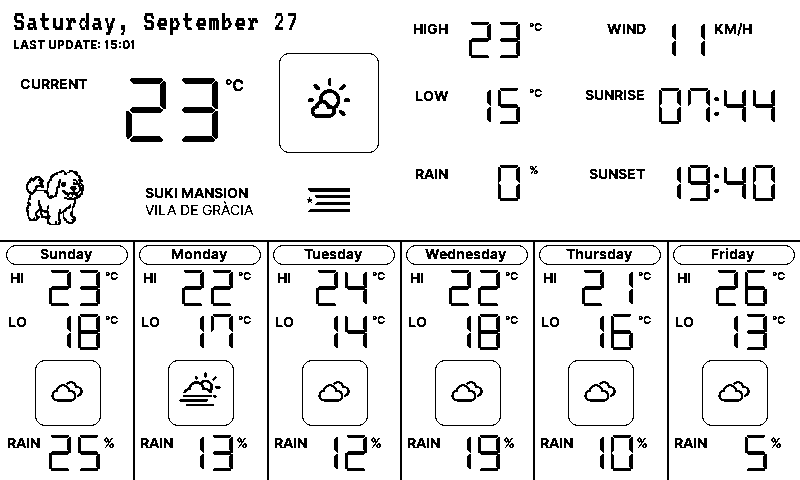 Saturday, September 27
LAST UPDATE: 15:01
CURRENT 23 °C
SUKI MANSION
VILA DE GRÀCIA
HIGH 23 °C
LOW 15 °C
RAIN 0 %
WIND 11 KM/H
SUNRISE 07:44
SUNSET 19:40
Sunday
HI 23 °C
LO 18 °C
RAIN 25 %
Monday
HI 22 °C
LO 17 °C
RAIN 13 %
Tuesday
HI 24 °C
LO 14 °C
RAIN 12 %
Wednesday
HI 22 °C
LO 18 °C
RAIN 19 %
Thursday
HI 21 °C
LO 16 °C
RAIN 10 %
Friday
HI 26 °C
LO 13 °C
RAIN 5 %